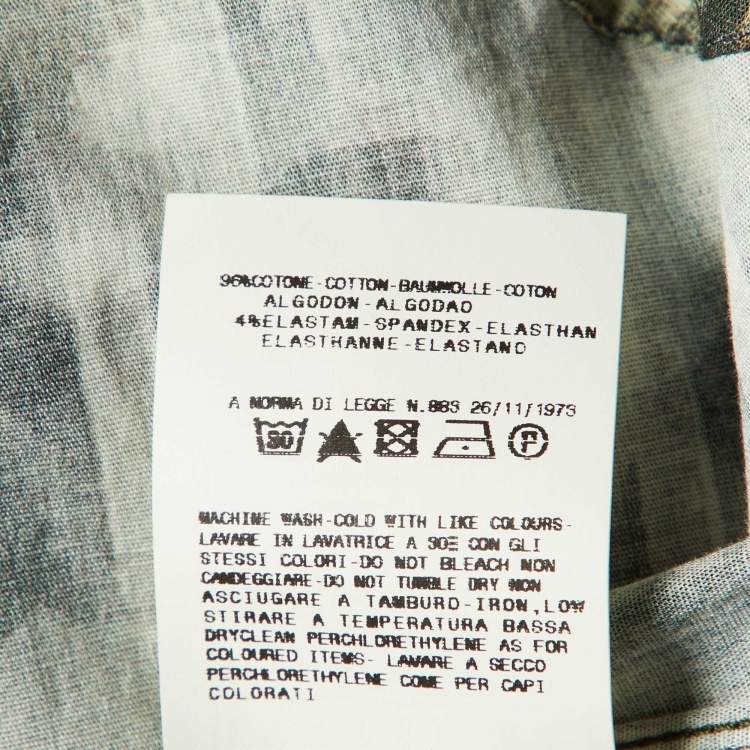 96%COTONE-COTTON-BAUMWOLLE-COTON
ALGODON-ALGODAO
4%ELASTAM-SPANDEX-ELASTHAN
ELASTHANNE-ELASTANO
A NORMA DI LEGGE N.883 26/11/1973
30
P
MACHINE WASH-COLD WITH LIKE COLOURS-
LAVARE IN LAVATRICE A 30E CON GLI
STESSI COLORI-DO NOT BLEACH NON
CANDEGGIARE-DO NOT TUMBLE DRY NON
ASCIUGARE A TAMBURO-IRON,LOW
STIRARE A TEMPERATURA BASSA
DRYCLEAN PERCHLORETHYLENE AS FOR
COLOURED ITEMS- LAVARE A SECCO
PERCHLORETHYLENE COME PER CAPI
COLORATI